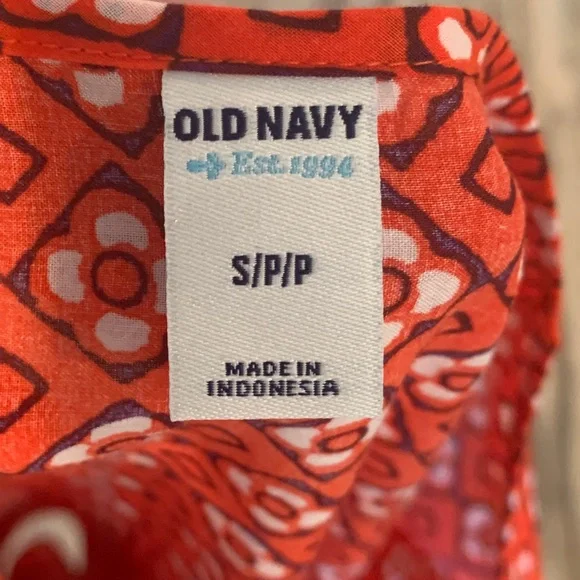 OLD NAVY
Est. 1994
S/P/P
MADE IN
INDONESIA